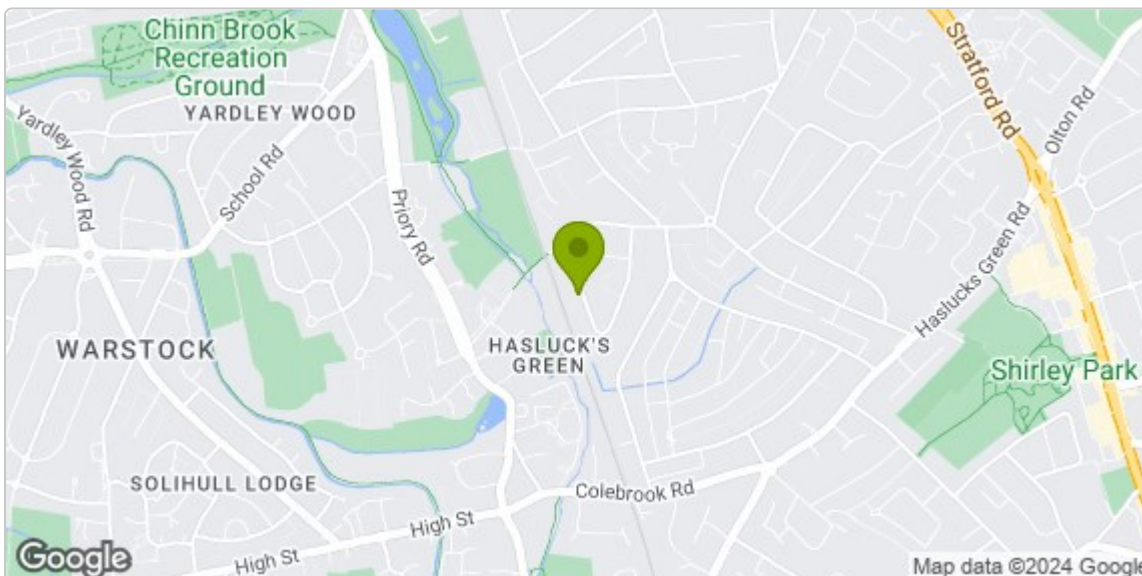 Chinn Brook
Recreation
Ground
YARDLEY WOOD
Yardley Wood Rd
School Rd
Priory Rd
Stratford Rd
Olton Rd
Haslucks Green Rd
WARSTOCK
HASLUCK'S
GREEN
Shirley Park
SOLIHULL LODGE
Colebrook Rd
High St
High St
Google
Map data ©2024 Google